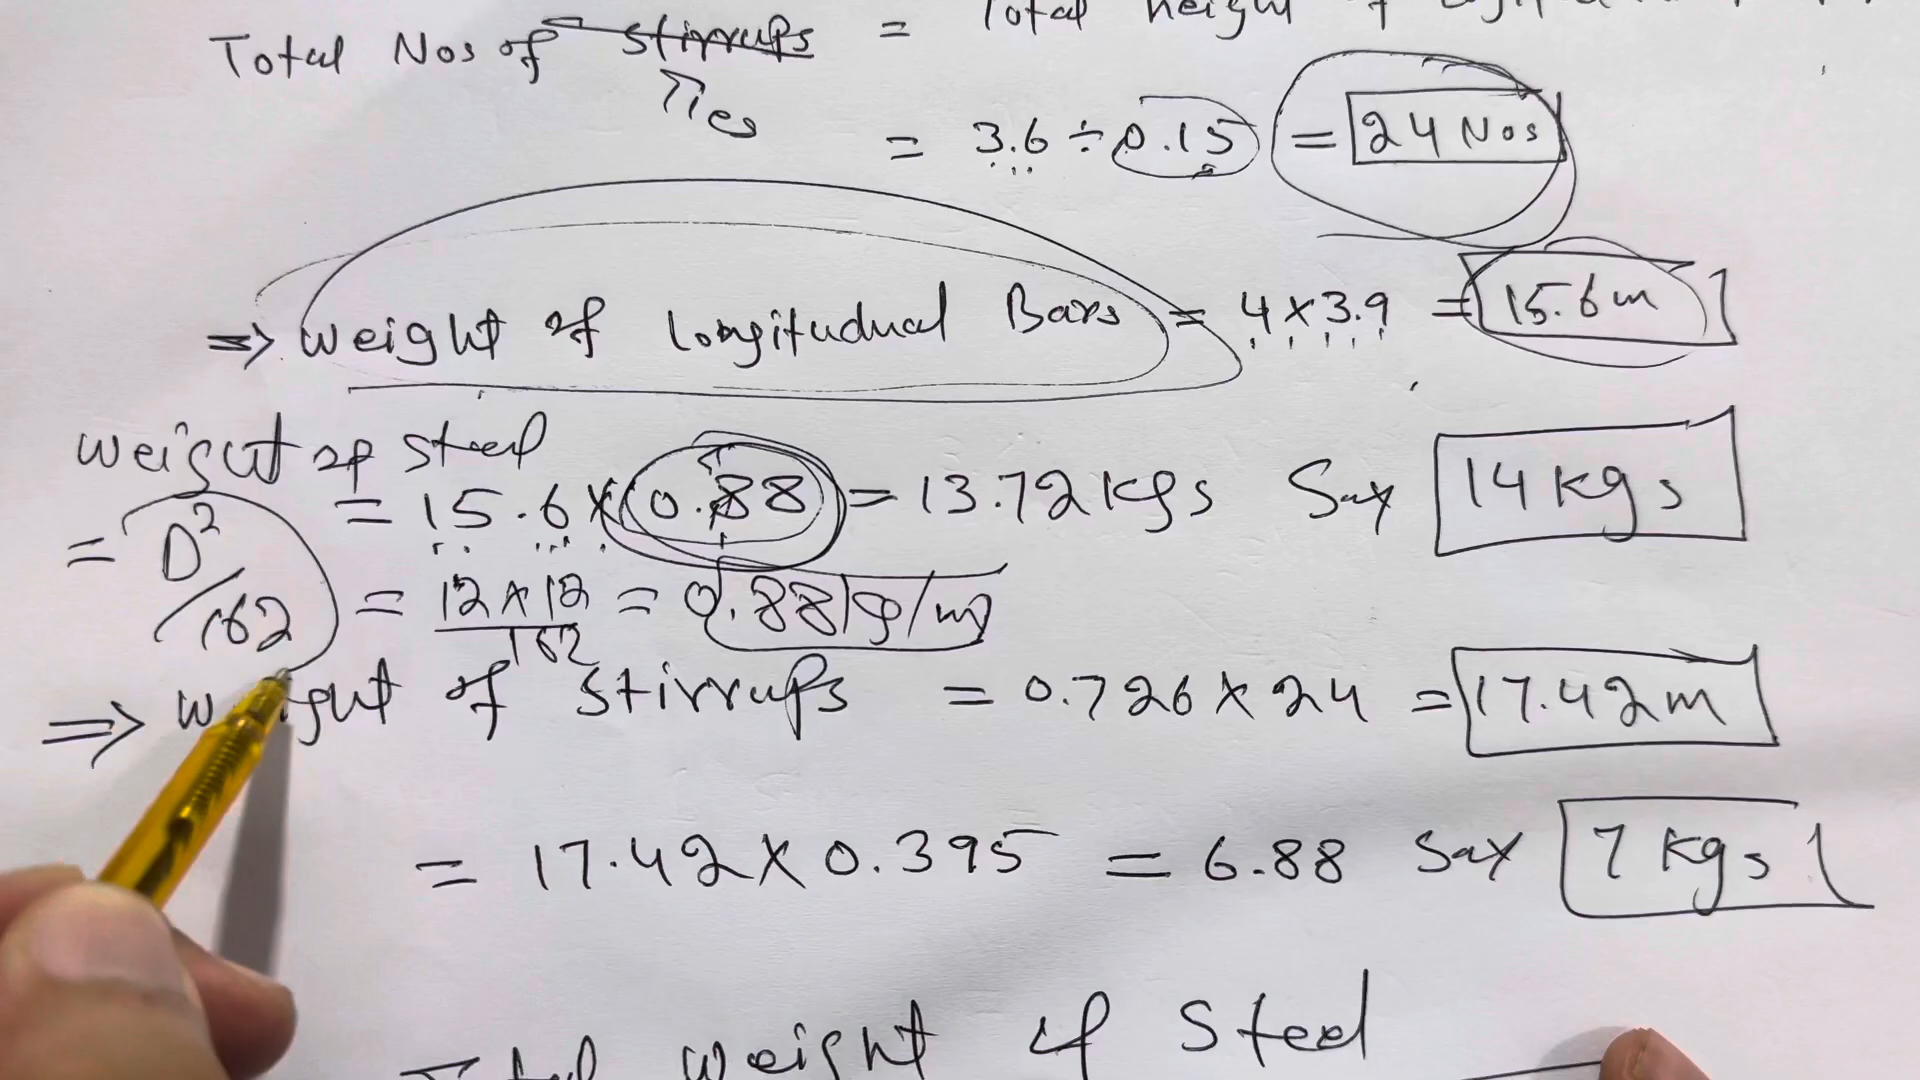 Total Nos of stirrups = Total height
Ties
= 3.6 ÷ 0.15 = 24 Nos
=> weight of Longitudual Bars = 4 x 3.9 = 15.6m
weight of steel
= 15.6 x 0.88 = 13.72 Kgs Say 14 Kgs
= D²/162 = 12 x 12/162 = 0.88 kg/m
=> weight of stirrups = 0.726 x 24 = 17.42m
= 17.42 x 0.395 = 6.88 Say 7 Kgs
Total weight of Steel